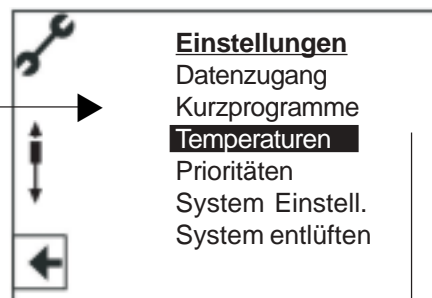 Einstellungen
Datenzugang
Kurzprogramme
Temperaturen
Prioritäten
System Einstell.
System entlüften